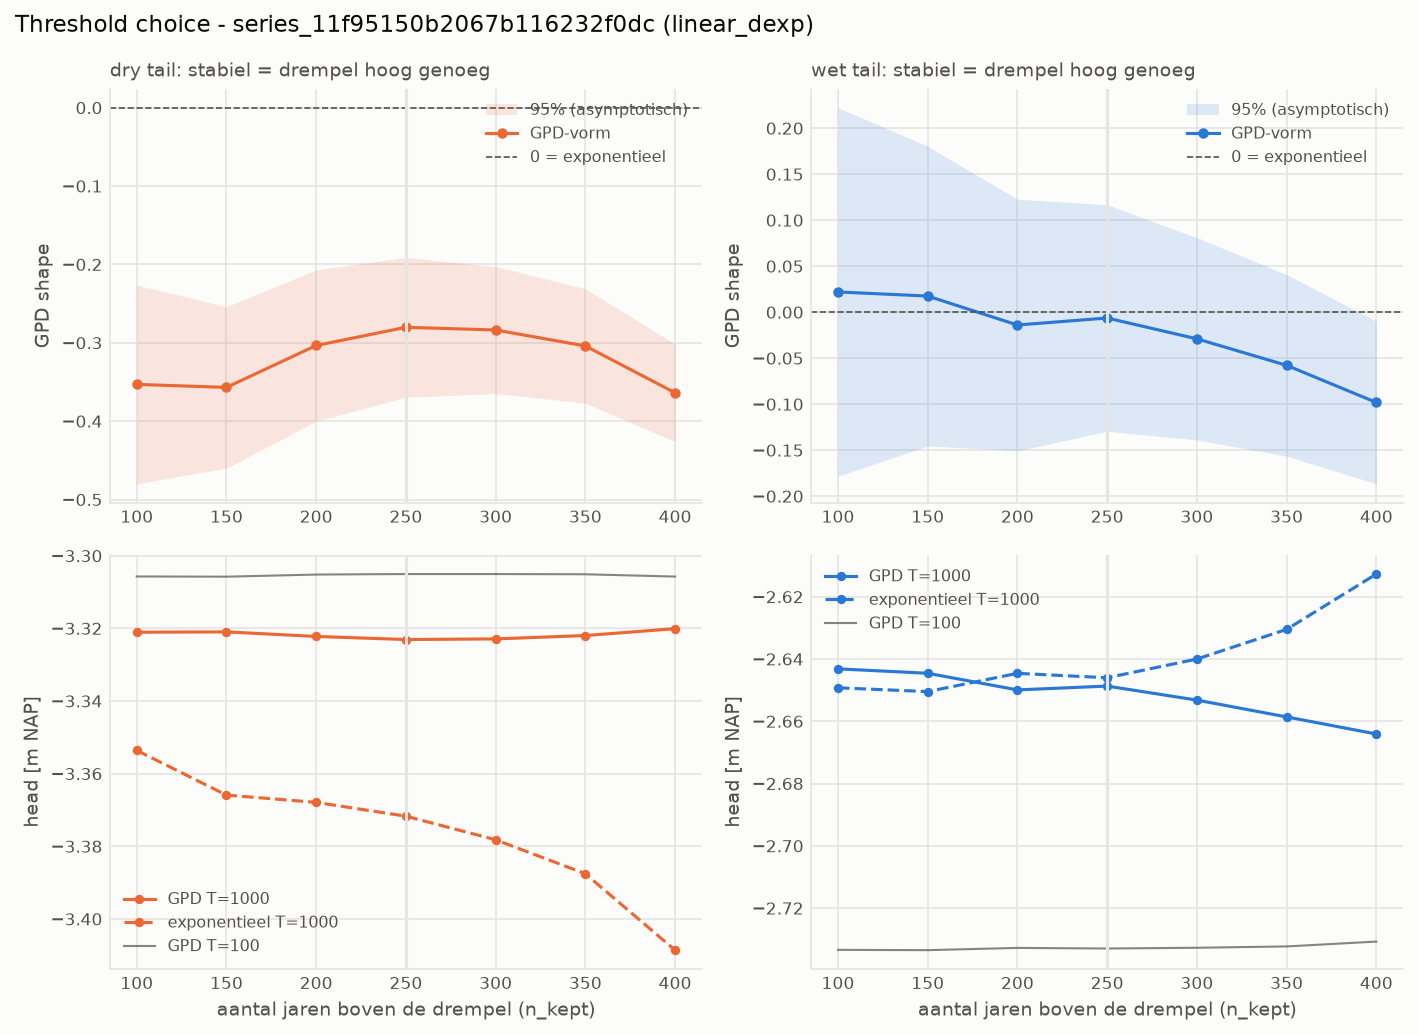 Threshold choice - series_11f95150b2067b116232f0dc (linear_dexp)
dry tail: stabiel = drempel hoog genoeg
GPD shape
0.0
−0.1
−0.2
−0.3
−0.4
−0.5
95% (asymptotisch)
GPD-vorm
0 = exponentieel
100 150 200 250 300 350 400
wet tail: stabiel = drempel hoog genoeg
GPD shape
0.20
0.15
0.10
0.05
0.00
−0.05
−0.10
−0.15
−0.20
95% (asymptotisch)
GPD-vorm
0 = exponentieel
100 150 200 250 300 350 400
head [m NAP]
−3.30
−3.32
−3.34
−3.36
−3.38
−3.40
GPD T=1000
exponentieel T=1000
GPD T=100
100 150 200 250 300 350 400
aantal jaren boven de drempel (n_kept)
head [m NAP]
−2.62
−2.64
−2.66
−2.68
−2.70
−2.72
GPD T=1000
exponentieel T=1000
GPD T=100
100 150 200 250 300 350 400
aantal jaren boven de drempel (n_kept)